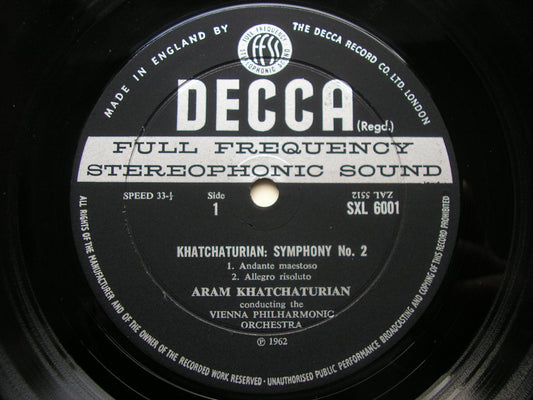 MADE IN ENGLAND BY
THE DECCA RECORD CO. LTD. LONDON
FULL FREQUENCY
ffss
STEREOPHONIC SOUND
DECCA
(Regd.)
FULL FREQUENCY
STEREOPHONIC SOUND
SPEED 33-⅓
Side
1
ZAL 5512
SXL 6001
KHATCHATURIAN: SYMPHONY No. 2
1. Andante maestoso
2. Allegro risoluto
ARAM KHATCHATURIAN
conducting the
VIENNA PHILHARMONIC
ORCHESTRA
℗ 1962
ALL RIGHTS OF THE MANUFACTURER AND OF THE OWNER OF THE RECORDED WORK RESERVED · UNAUTHORISED PUBLIC PERFORMANCE BROADCASTING AND COPYING OF THIS RECORD PROHIBITED